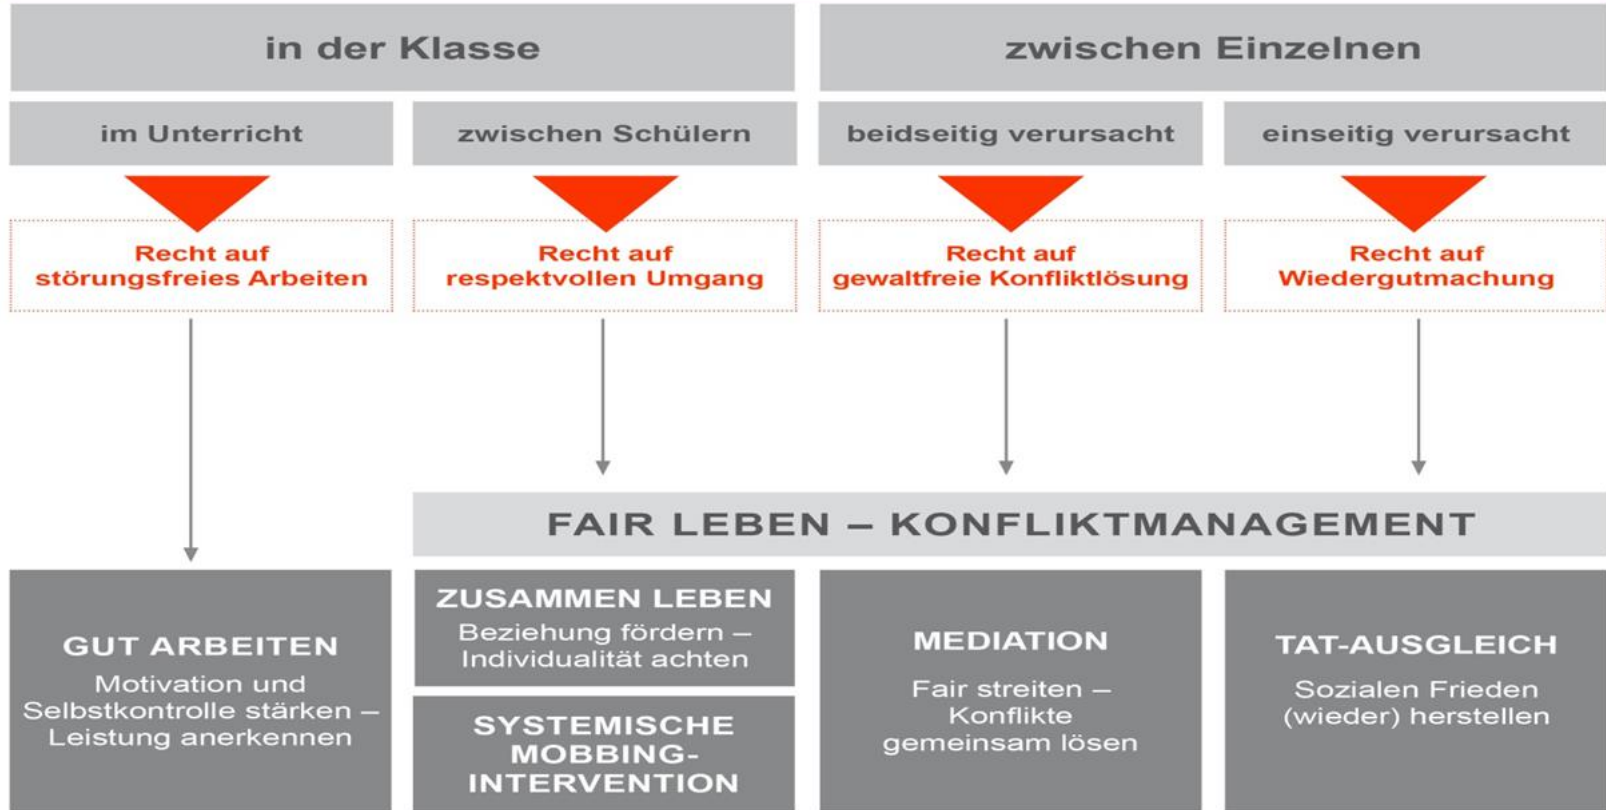 in der Klasse
zwischen Einzelnen
im Unterricht
zwischen Schülern
beidseitig verursacht
einseitig verursacht
Recht auf
störungsfreies Arbeiten
Recht auf
respektvollen Umgang
Recht auf
gewaltfreie Konfliktlösung
Recht auf
Wiedergutmachung
FAIR LEBEN – KONFLIKTMANAGEMENT
GUT ARBEITEN
Motivation und
Selbstkontrolle stärken –
Leistung anerkennen
ZUSAMMEN LEBEN
Beziehung fördern –
Individualität achten
SYSTEMISCHE
MOBBING-
INTERVENTION
MEDIATION
Fair streiten –
Konflikte
gemeinsam lösen
TAT-AUSGLEICH
Sozialen Frieden
(wieder) herstellen